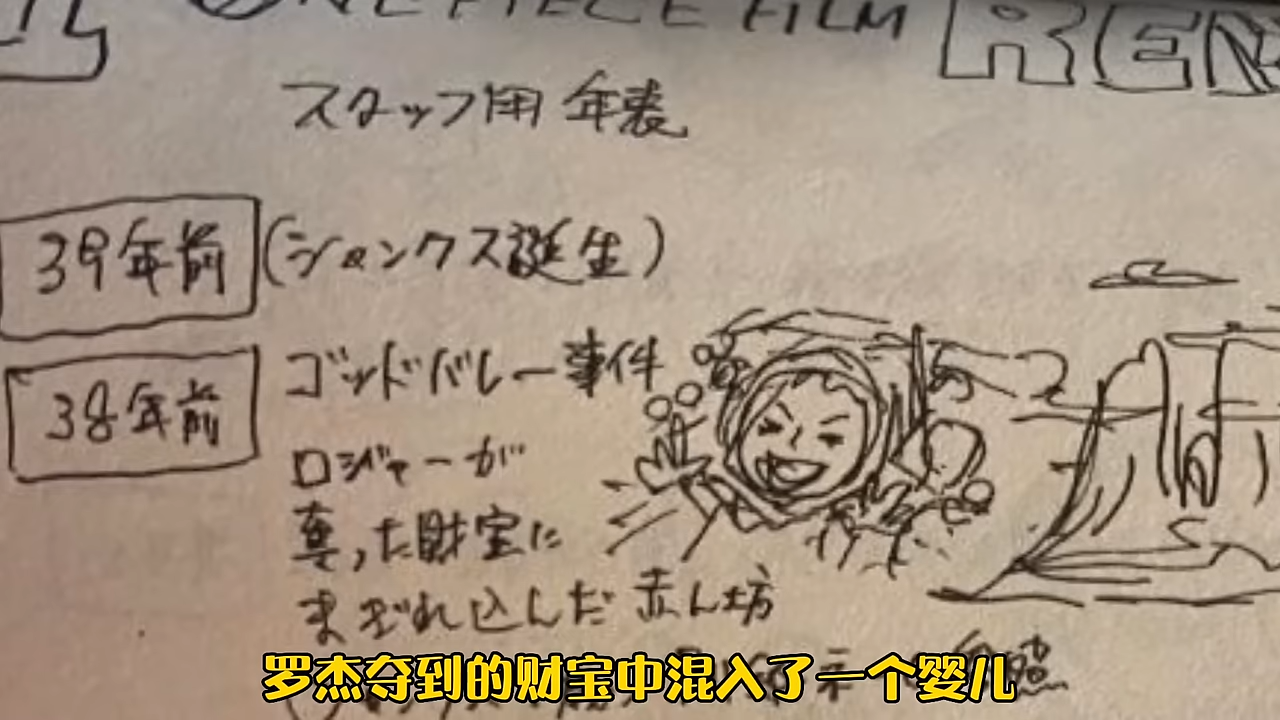 ONE PIECE FILM RE
スタッフ用 年表
39年前 (シャンクス誕生)
38年前 ゴッドバレー事件
ロジャーが
奪った財宝に
まぎれ込んだ 赤ん坊
罗杰夺到的财宝中混入了一个婴儿